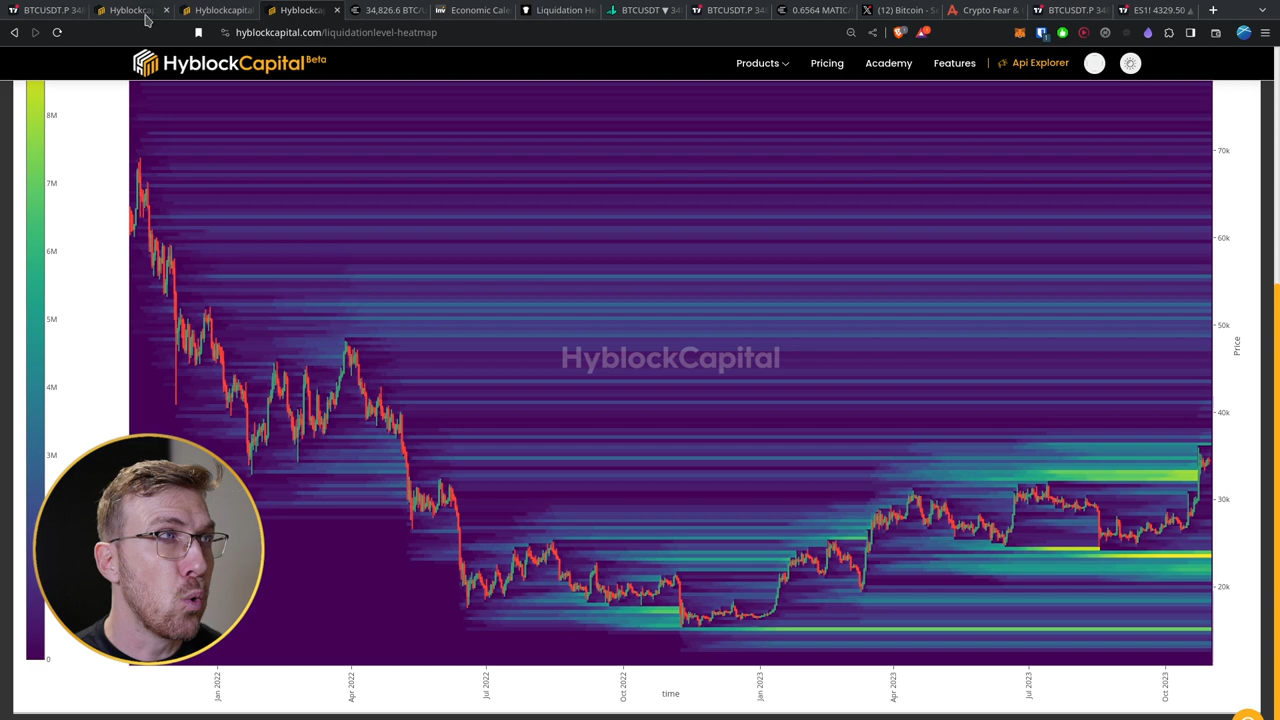 BTCUSDT.P 348
Hyblockcap
Hyblockcapital
Hyblockcap
34,826.6 BTC/U
Economic Cale
Liquidation He
BTCUSDT ▼ 34
BTCUSDT.P 34
0.6564 MATIC/
(12) Bitcoin - S
Crypto Fear &
BTCUSDT.P 34
ES1! 4329.50 ▲
hyblockcapital.com/liquidationlevel-heatmap
HyblockCapital Beta
Products
Pricing
Academy
Features
Api Explorer
8M
7M
6M
5M
4M
3M
0
HyblockCapital
70k
60k
50k
40k
30k
20k
Price
Jan 2022
Apr 2022
Jul 2022
Oct 2022
Jan 2023
Apr 2023
Jul 2023
Oct 2023
time